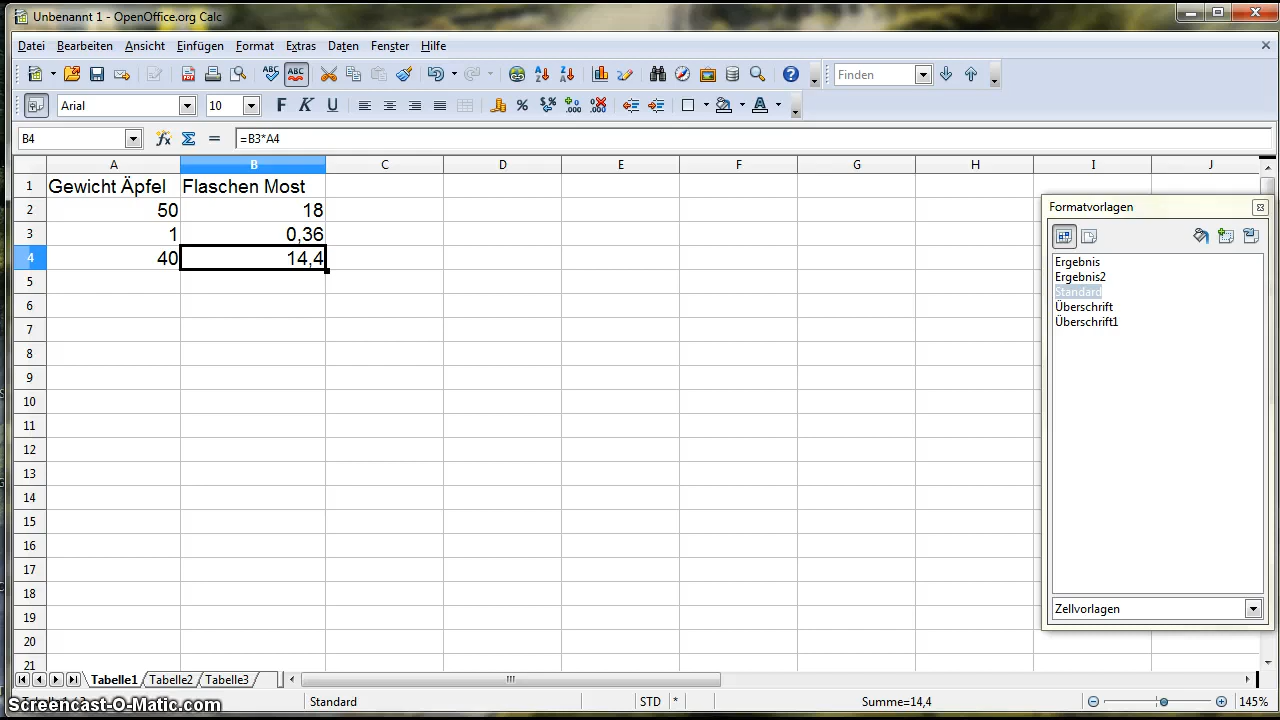 Unbenannt 1 - OpenOffice.org Calc
Datei Bearbeiten Ansicht Einfügen Format Extras Daten Fenster Hilfe
Finden
Arial 10 F K U
B4 =B3*A4
A B C D E F G H I J
1 Gewicht Äpfel Flaschen Most
2 50 18
3 1 0,36
4 40 14,4
5
6
7
8
9
10
11
12
13
14
15
16
17
18
19
20
21
Formatvorlagen
Ergebnis
Ergebnis2
Standard
Überschrift
Überschrift1
Zellvorlagen
Tabelle1 Tabelle2 Tabelle3
Standard STD * Summe=14,4 145%
Screencast-O-Matic.com